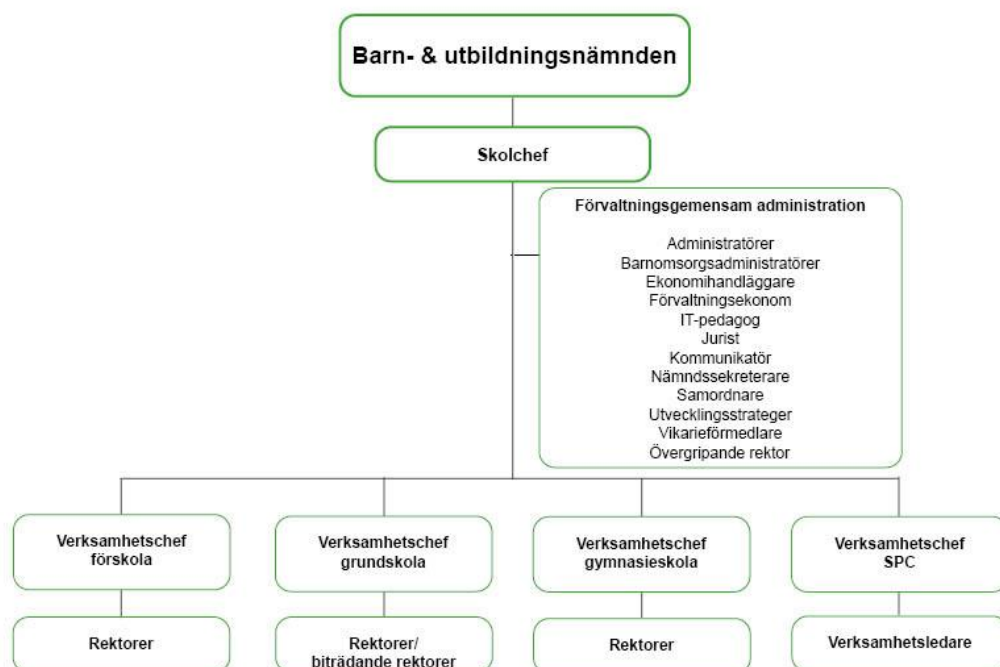 Barn- & utbildningsnämnden
Skolchef
Förvaltningsgemensam administration
Administratörer
Barnomsorgsadministratörer
Ekonomihandläggare
Förvaltningsekonom
IT-pedagog
Jurist
Kommunikatör
Nämndssekreterare
Samordnare
Utvecklingsstrateger
Vikarieförmedlare
Övergripande rektor
Verksamhetschef
förskola
Verksamhetschef
grundskola
Verksamhetschef
gymnasieskola
Verksamhetschef
SPC
Rektorer
Rektorer/
biträdande rektorer
Rektorer
Verksamhetsledare